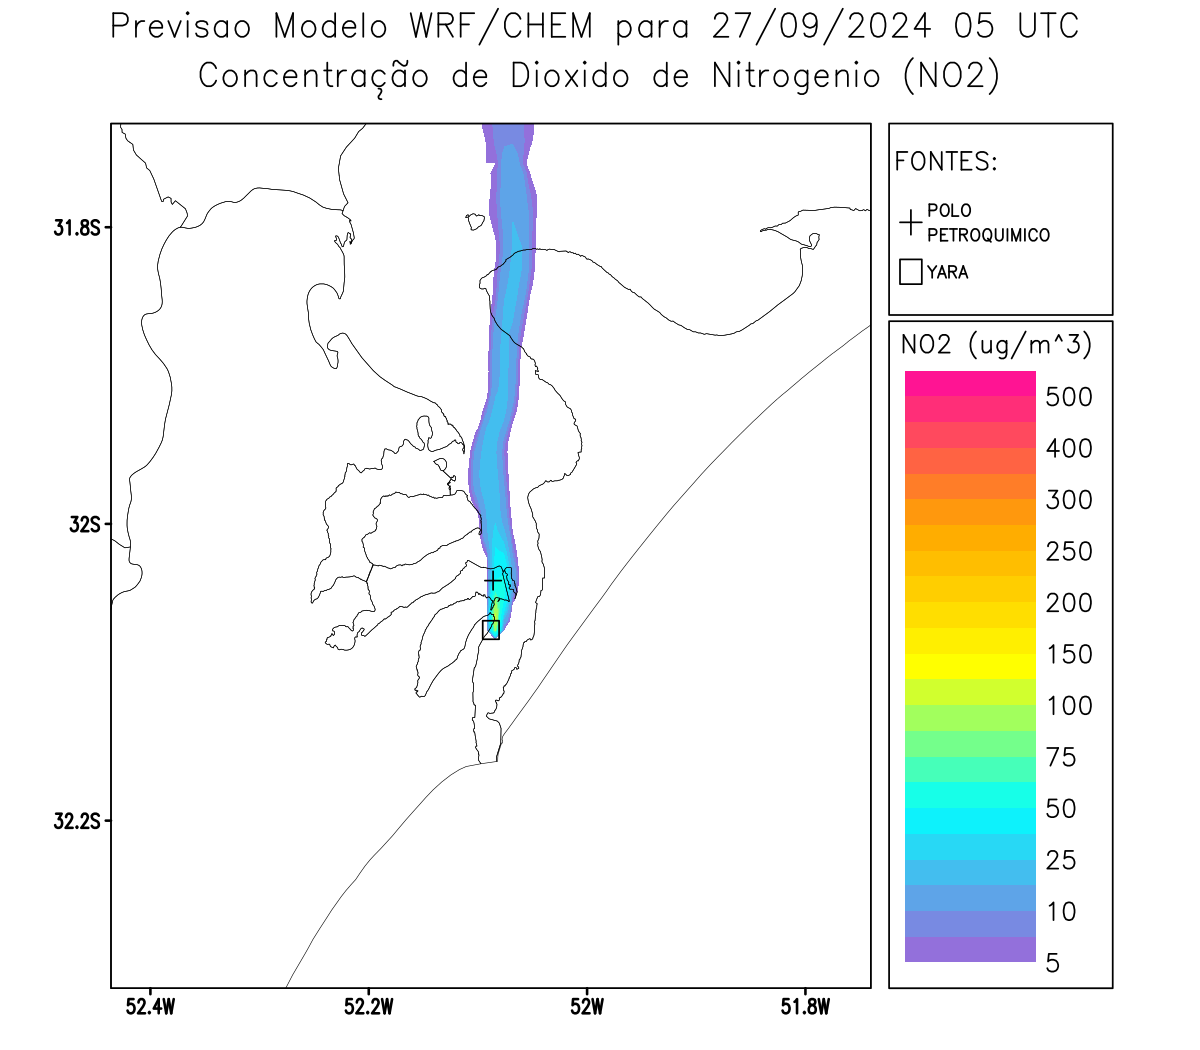 Previsao Modelo WRF/CHEM para 27/09/2024 05 UTC
Concentração de Dioxido de Nitrogenio (NO2)
FONTES:
POLO
PETROQUIMICO
YARA
NO2 (ug/m^3)
500
400
300
250
200
150
100
75
50
25
10
5
31.8S
32S
32.2S
52.4W
52.2W
52W
51.8W